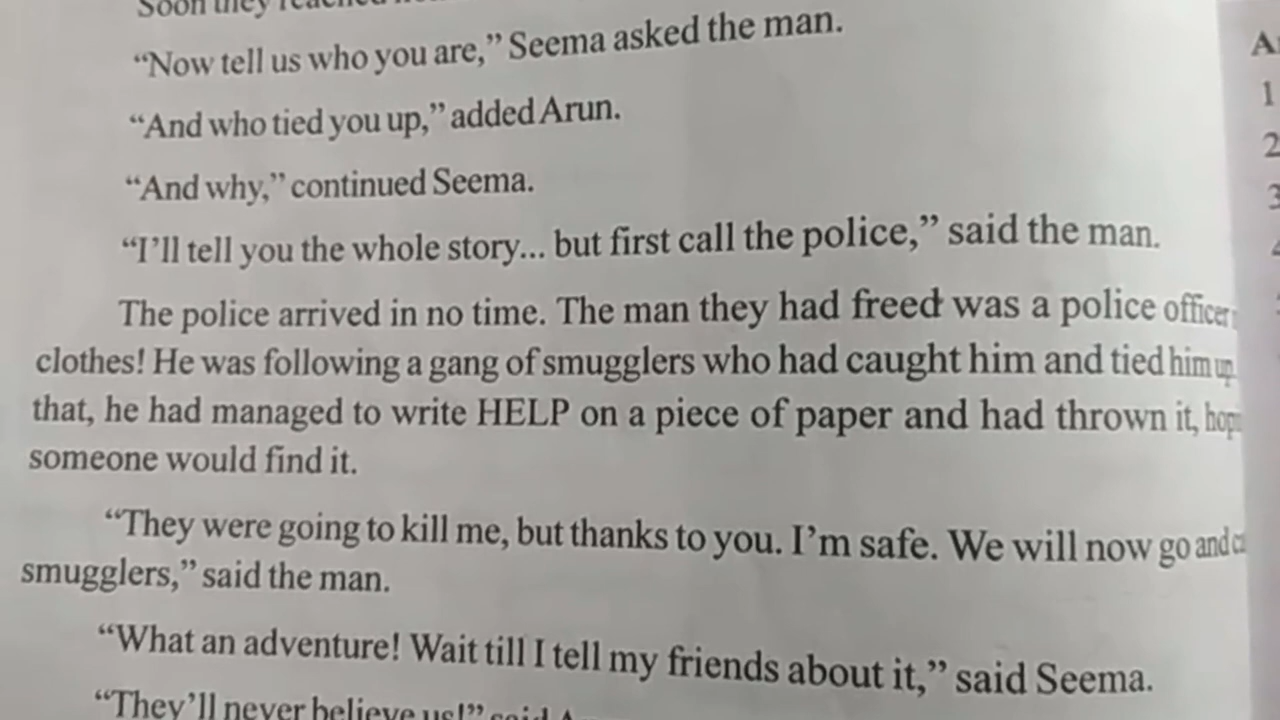 Soon they reached
“Now tell us who you are,” Seema asked the man.
“And who tied you up,” added Arun.
“And why,” continued Seema.
“I’ll tell you the whole story... but first call the police,” said the man.
The police arrived in no time. The man they had freed was a police officer
clothes! He was following a gang of smugglers who had caught him and tied him up.
that, he had managed to write HELP on a piece of paper and had thrown it,
someone would find it.
“They were going to kill me, but thanks to you. I’m safe. We will now go and
smugglers,” said the man.
“What an adventure! Wait till I tell my friends about it,” said Seema.
“They’ll never believe us!” said
1
2
3